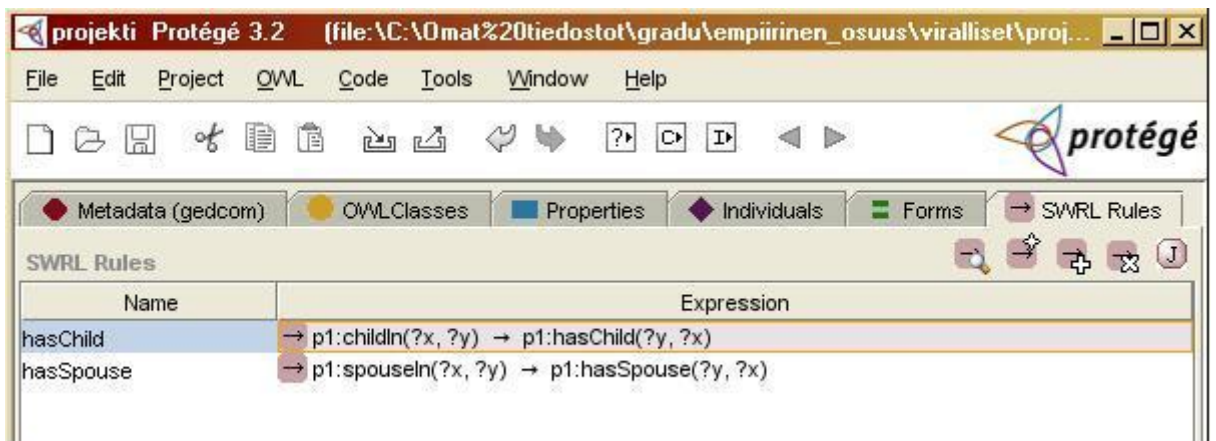 projekti Protégé 3.2 (file:\C:\Omat%20tiedostot\gradu\empiirinen_osuus\viralliset\proj...
File Edit Project OWL Code Tools Window Help
?
C
I
protégé
Metadata (gedcom) OWLClasses Properties Individuals Forms SWRL Rules
SWRL Rules
J
Name Expression
hasChild → p1:childIn(?x, ?y) → p1:hasChild(?y, ?x)
hasSpouse → p1:spouseIn(?x, ?y) → p1:hasSpouse(?y, ?x)